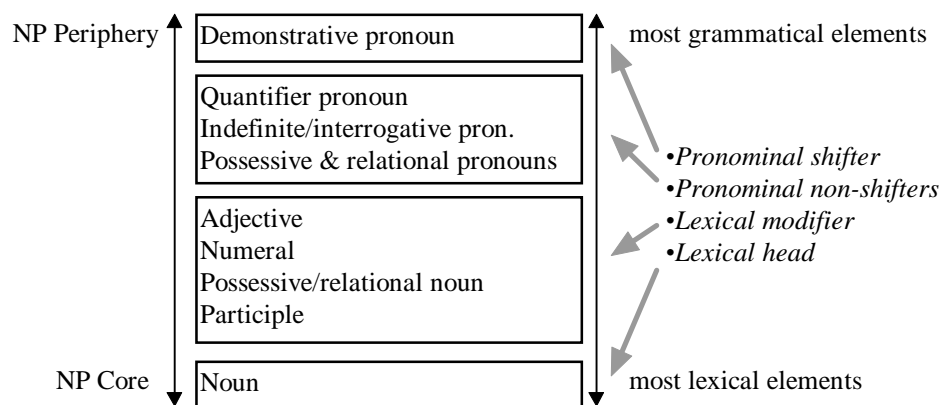 NP Periphery
Demonstrative pronoun
most grammatical elements
Quantifier pronoun
Indefinite/interrogative pron.
Possessive & relational pronouns
•Pronominal shifter
•Pronominal non-shifters
•Lexical modifier
•Lexical head
Adjective
Numeral
Possessive/relational noun
Participle
NP Core
Noun
most lexical elements